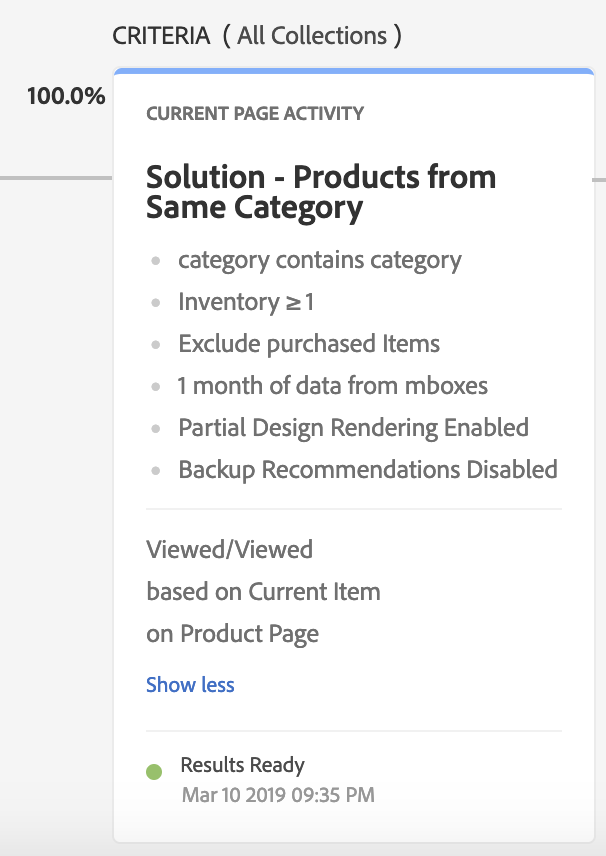 CRITERIA ( All Collections )
100.0%
CURRENT PAGE ACTIVITY
Solution - Products from
Same Category
category contains category
Inventory ≥ 1
Exclude purchased Items
1 month of data from mboxes
Partial Design Rendering Enabled
Backup Recommendations Disabled
Viewed/Viewed
based on Current Item
on Product Page
Show less
Results Ready
Mar 10 2019 09:35 PM